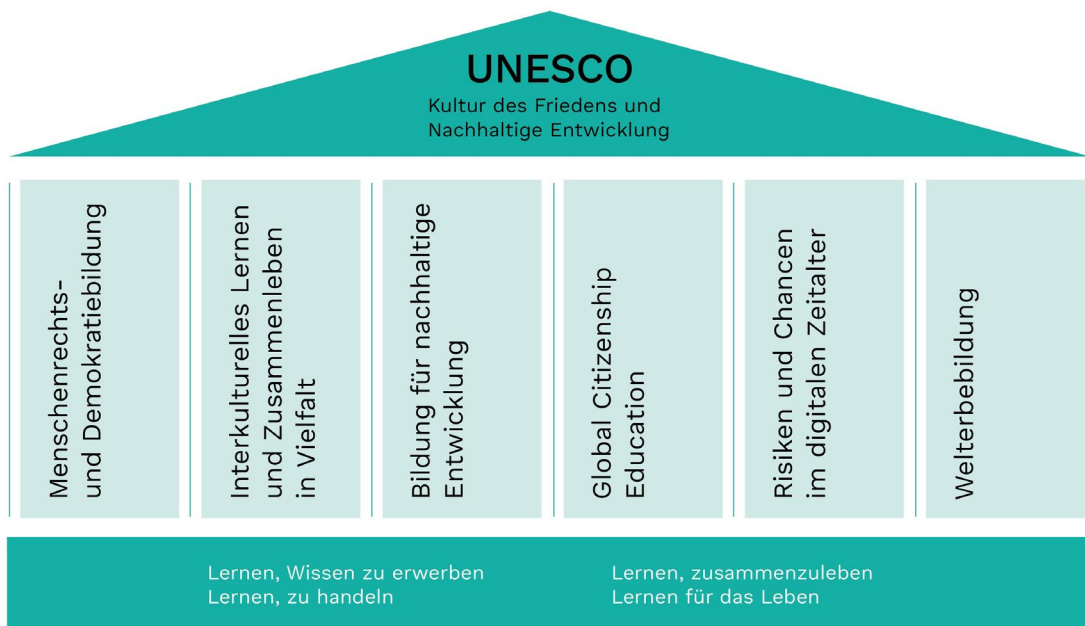 UNESCO
Kultur des Friedens und
Nachhaltige Entwicklung
Menschenrechts-
und Demokratiebildung
Interkulturelles Lernen
und Zusammenleben
in Vielfalt
Bildung für nachhaltige
Entwicklung
Global Citizenship
Education
Risiken und Chancen
im digitalen Zeitalter
Welterbebildung
Lernen, Wissen zu erwerben
Lernen, zu handeln
Lernen, zusammenzuleben
Lernen für das Leben